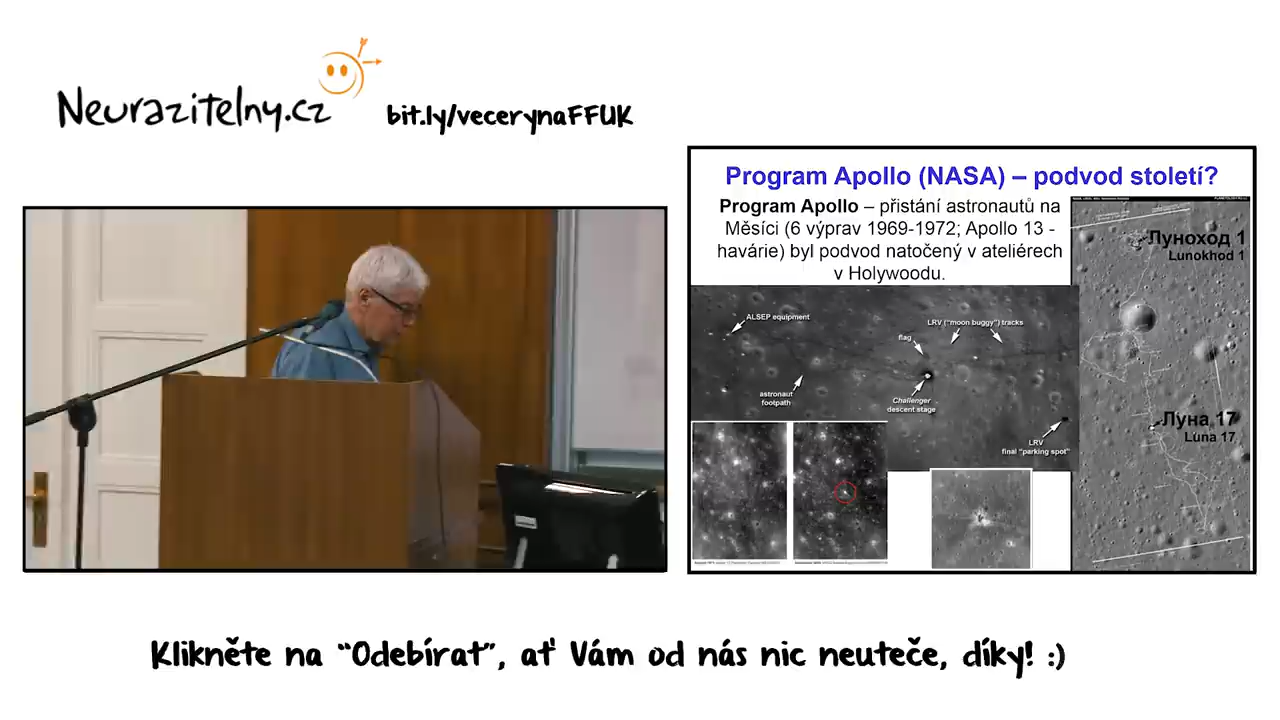 Neurazitelny.cz
bit.ly/vecerynaFFUK
Program Apollo (NASA) – podvod století?
Program Apollo – přistání astronautů na
Měsíci (6 výprav 1969-1972; Apollo 13 -
havárie) byl podvod natočený v ateliérech
v Holywoodu.
Луноход 1
Lunokhod 1
ALSEP equipment
LRV ("moon buggy") tracks
flag
astronaut
footpath
Challenger
descent stage
LRV
final "parking spot"
Луна 17
Luna 17
Klikněte na "Odebírat", ať Vám od nás nic neuteče, díky! :)